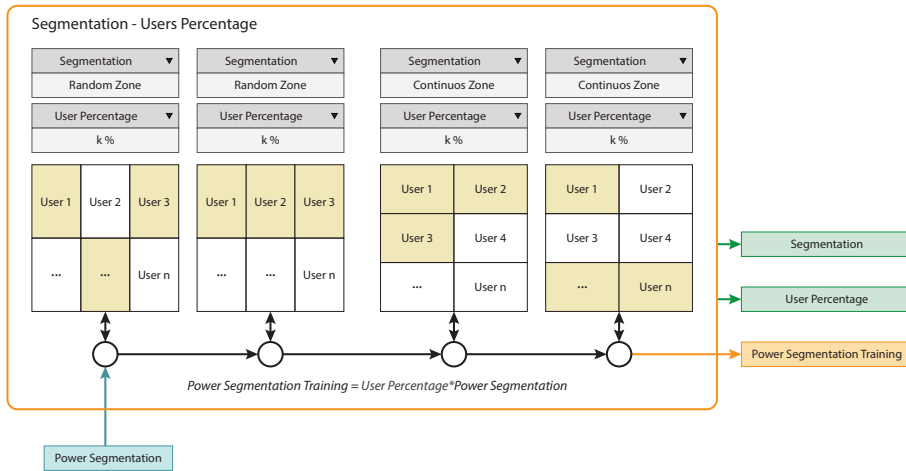 Segmentation - Users Percentage
Segmentation
Random Zone
User Percentage
k %
User 1
User 2
User 3
...
...
User n
Segmentation
Random Zone
User Percentage
k %
User 1
User 2
User 3
...
...
User n
Segmentation
Continuos Zone
User Percentage
k %
User 1
User 2
User 3
User 4
...
User n
Segmentation
Continuos Zone
User Percentage
k %
User 1
User 2
User 3
User 4
...
User n
Power Segmentation Training = User Percentage*Power Segmentation
Segmentation
User Percentage
Power Segmentation Training
Power Segmentation